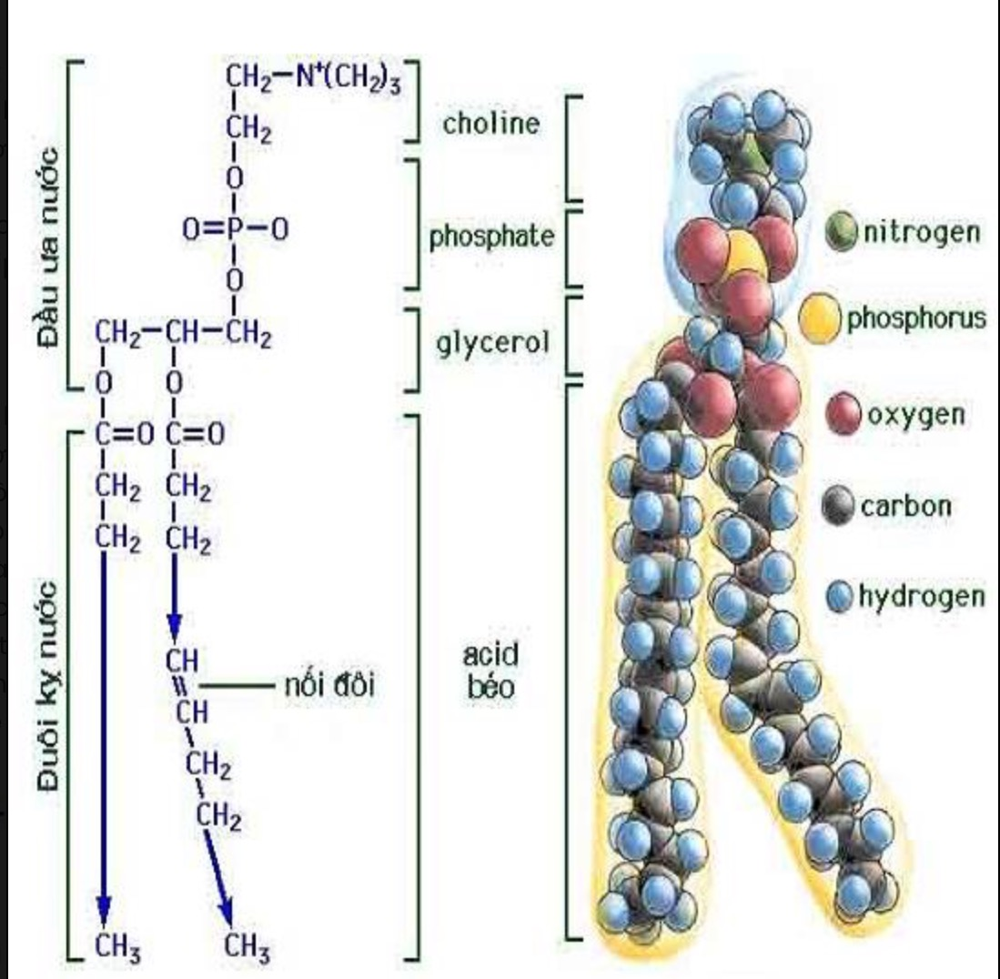 Đầu ưa nước
CH₂–N⁺(CH₂)₃
CH₂
O
O=P–O
O
CH₂–CH–CH₂
O O
C=O C=O
CH₂ CH₂
CH₂ CH₂
CH
CH
CH₂
CH₂
CH₃ CH₃
nối đôi
Đuôi kỵ nước
choline
phosphate
glycerol
acid
béo
nitrogen
phosphorus
oxygen
carbon
hydrogen